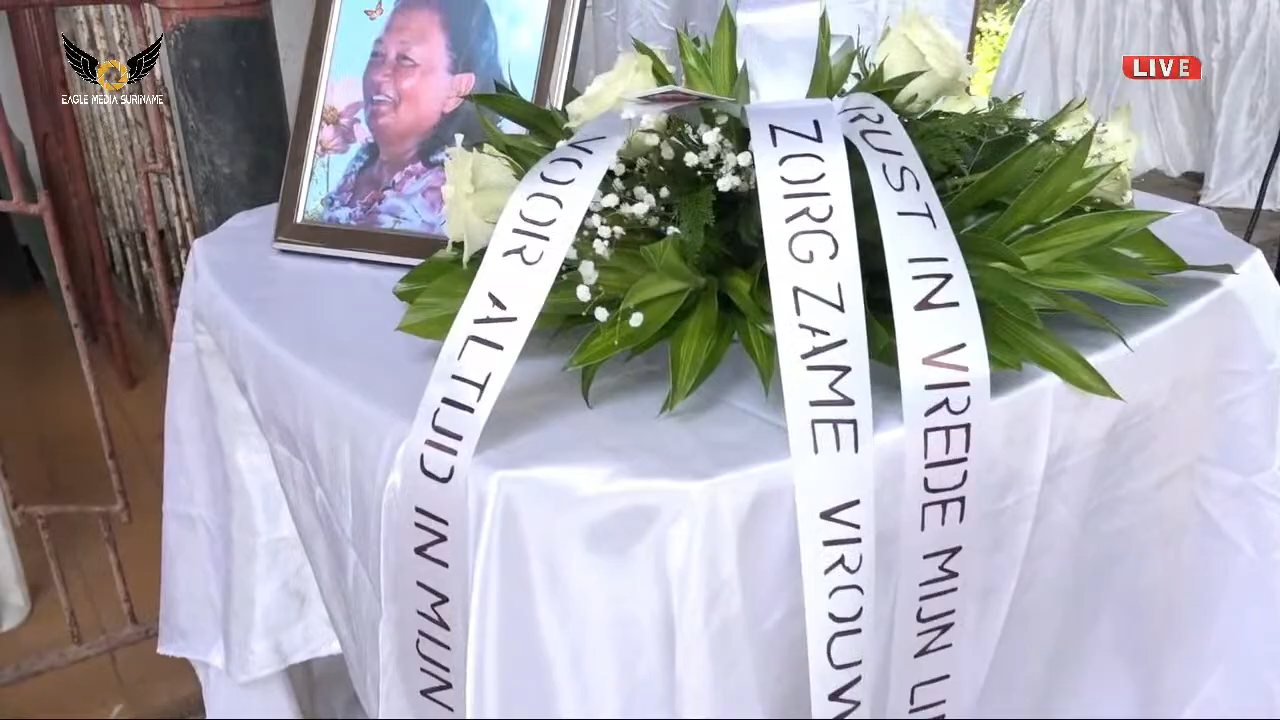 EAGLE MEDIA SURINAME
LIVE
VOOR ALTIJD IN MIJN
ZORGZAME VROUW
RUST IN VREDE MIJN